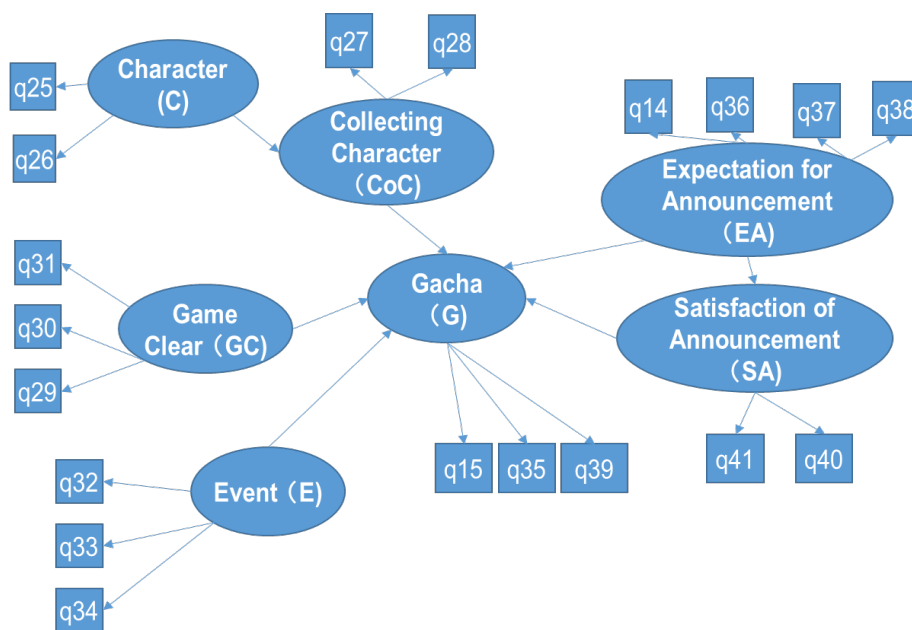 q27
q28
q25
Character
(C)
q26
Collecting
Character
（CoC)
q14
q36
q37
q38
Expectation for
Announcement
（EA)
q31
q30
q29
Game
Clear（GC)
Gacha
（G)
Satisfaction of
Announcement
（SA)
q15
q35
q39
q41
q40
q32
q33
q34
Event（E)